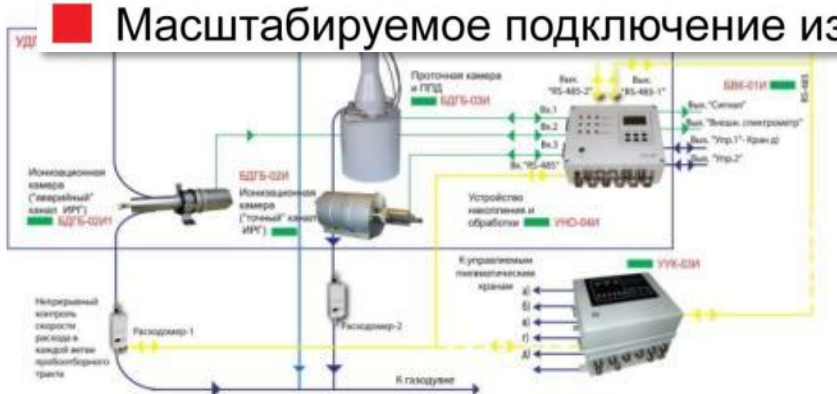 Масштабируемое подключение из
УДГ
Проточная камера
и ППД
БДГБ-03И
Вых.
"RS-485-2"
Вых.
"RS-485-1"
БВК-01И
RS-485
Вх.1
Вх.2
Вх.3
Вх. "RS-485"
Вых. "Сигнал"
Вых. "Внешн. спектрометр"
Вых. "Упр.1"- Кран д)
Вых. "Упр.2"
Ионизационная
камера
("аварийный"
канал ИРГ)
БДГБ-02И1
БДГБ-02И
Ионизационная
камера
("точный" канал
ИРГ)
Устройство
накопления и
обработки
УНО-04И
К управляемым
пневматическим
кранам
УУК-03И
а)
б)
в)
г)
д)
Непрерывный
контроль
скорости
расхода в
каждой ветви
пробоотборного
тракта
Расходомер-1
Расходомер-2
К газодувке